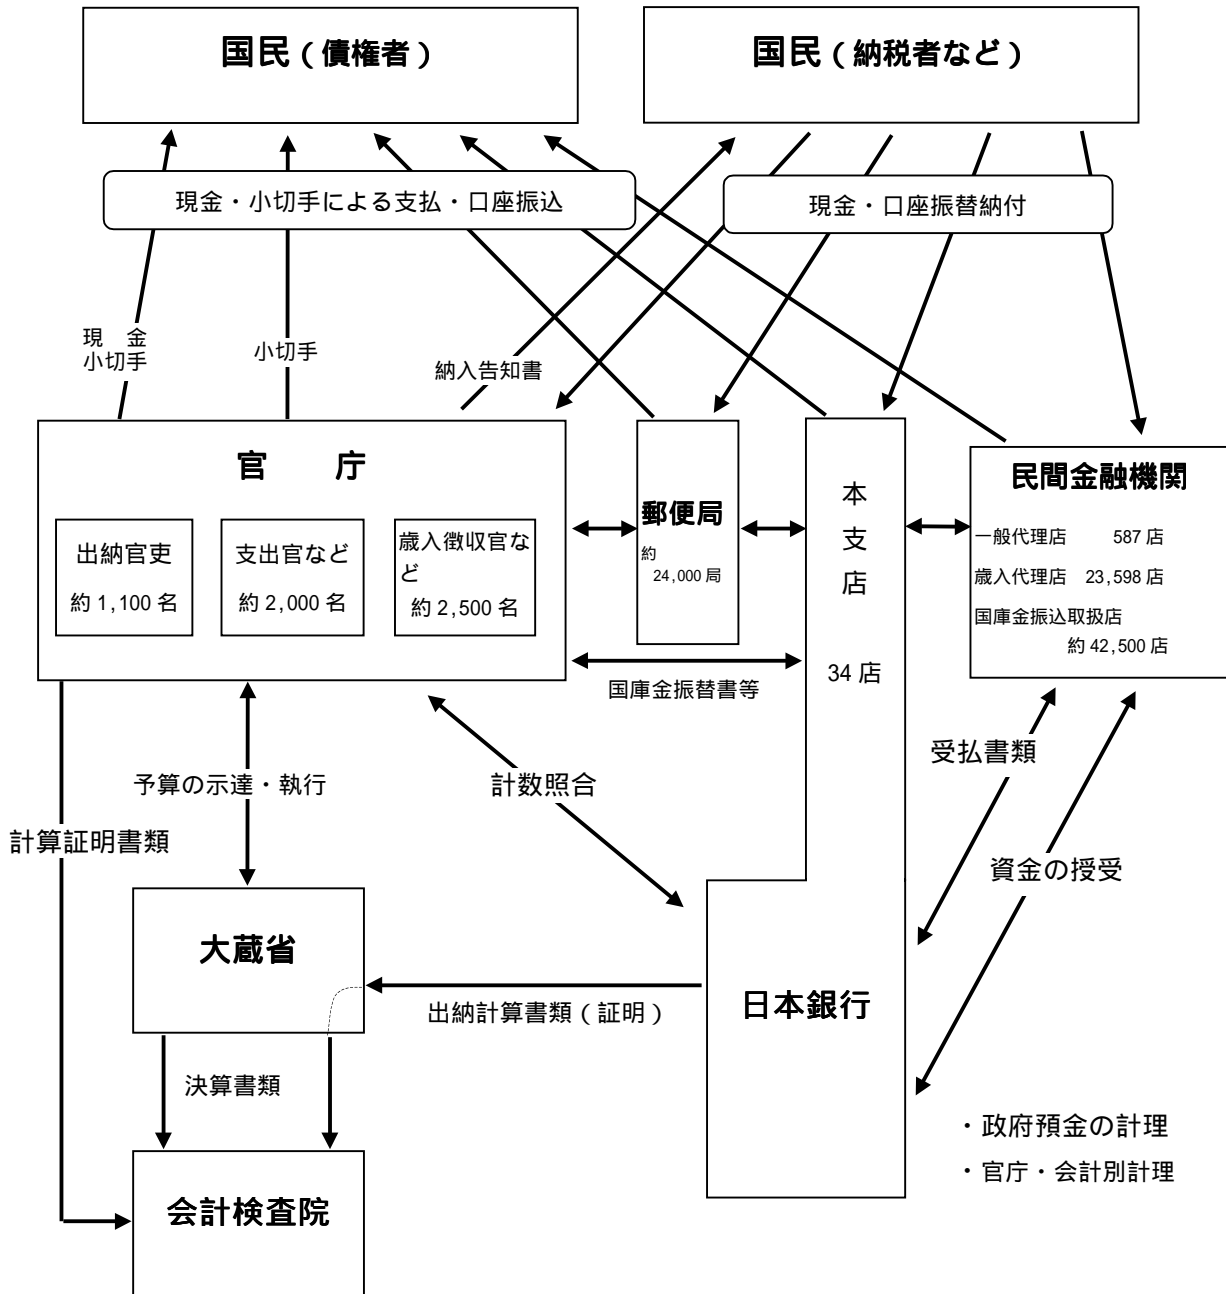 国民（債権者）
国民（納税者など）
現金・小切手による支払・口座振込
現金・口座振替納付
現　金
小切手
小切手
納入告知書
官　　庁
出納官吏
約 1,100 名
支出官など
約 2,000 名
歳入徴収官な
ど
約 2,500 名
郵便局
約
24,000 局
本
支
店
34 店
民間金融機関
一般代理店　587 店
歳入代理店　23,598 店
国庫金振込取扱店
約 42,500 店
国庫金振替書等
予算の示達・執行
計数照合
受払書類
計算証明書類
資金の授受
大蔵省
出納計算書類（証明）
日本銀行
決算書類
・政府預金の計理
・官庁・会計別計理
会計検査院